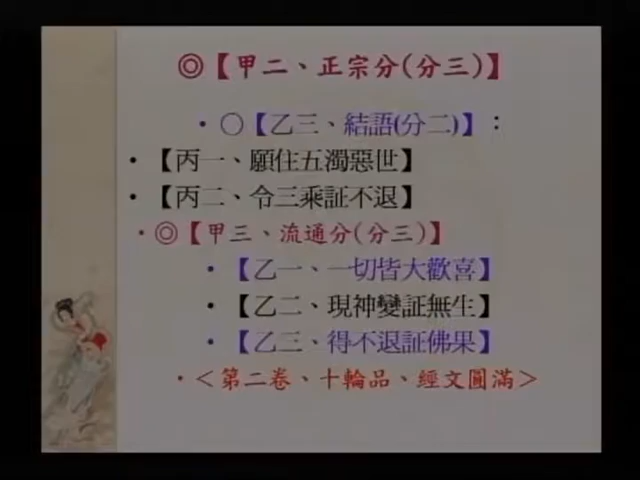 ◎【甲二、正宗分(分三)】
• ○【乙三、結語(分二)】：
•【丙一、願住五濁惡世】
•【丙二、令三乘証不退】
• ◎【甲三、流通分(分三)】
•【乙一、一切皆大歡喜】
•【乙二、現神變証無生】
•【乙三、得不退証佛果】
•＜第二卷、十輪品、經文圓滿＞